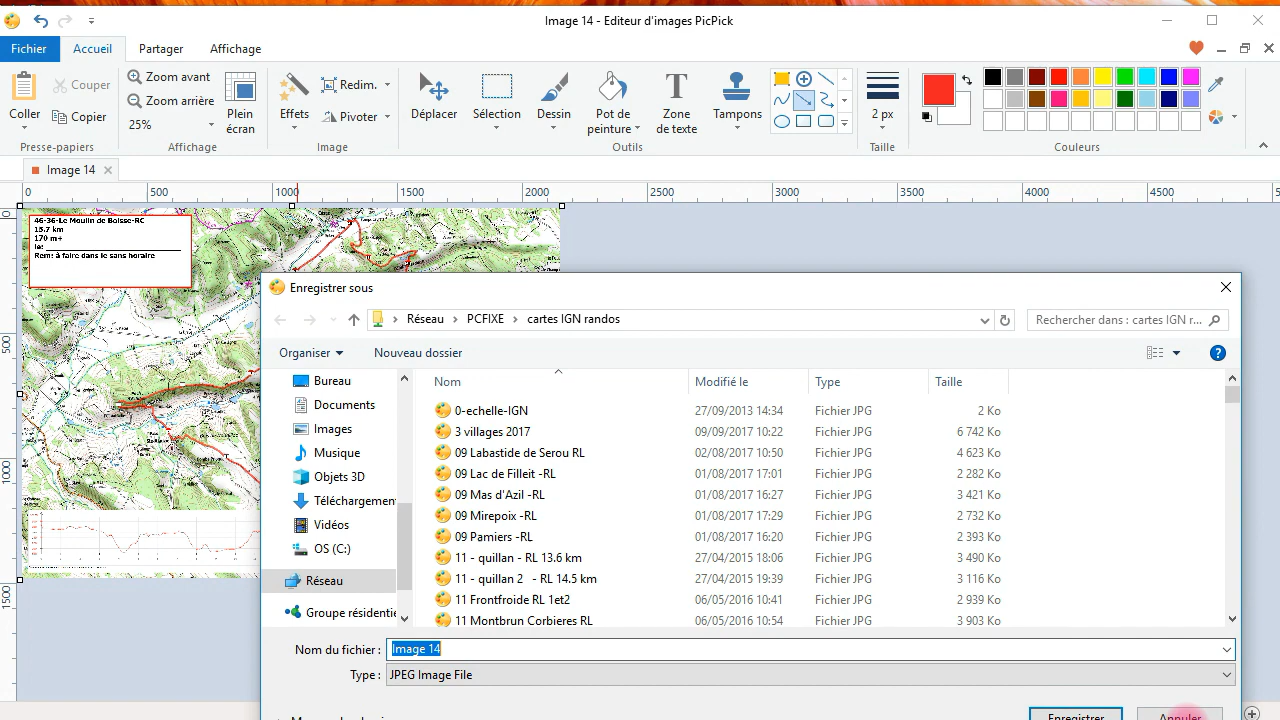 Image 14 - Editeur d'images PicPick
Fichier Accueil Partager Affichage
Coller
Couper
Copier
Presse-papiers
Zoom avant
Zoom arrière
25%
Plein écran
Affichage
Effets
Redim.
Pivoter
Image
Déplacer
Sélection
Dessin
Pot de peinture
Zone de texte
Tampons
Outils
2 px
Taille
Couleurs
Image 14
0 500 1000 1500 2000 2500 3000 3500 4000 4500
0
500
1000
1500
46-36-Le Moulin de Boisse-RC
15.7 km
170 m+
le:
Rem: à faire dans le sans horaire
Enregistrer sous
Réseau > PCFIXE > cartes IGN randos
Rechercher dans : cartes IGN r...
Organiser Nouveau dossier
Bureau
Documents
Images
Musique
Objets 3D
Téléchargemen
Vidéos
OS (C:)
Réseau
Groupe résidentie
Nom Modifié le Type Taille
0-echelle-IGN 27/09/2013 14:34 Fichier JPG 2 Ko
3 villages 2017 09/09/2017 10:22 Fichier JPG 6 742 Ko
09 Labastide de Serou RL 02/08/2017 10:50 Fichier JPG 4 623 Ko
09 Lac de Filleit -RL 01/08/2017 17:01 Fichier JPG 2 282 Ko
09 Mas d'Azil -RL 01/08/2017 16:27 Fichier JPG 3 421 Ko
09 Mirepoix -RL 01/08/2017 17:29 Fichier JPG 2 732 Ko
09 Pamiers -RL 01/08/2017 16:20 Fichier JPG 2 393 Ko
11 - quillan - RL 13.6 km 27/04/2015 18:06 Fichier JPG 3 490 Ko
11 - quillan 2 - RL 14.5 km 27/04/2015 19:39 Fichier JPG 3 116 Ko
11 Frontfroide RL 1et2 06/05/2016 10:41 Fichier JPG 2 939 Ko
11 Montbrun Corbieres RL 06/05/2016 10:54 Fichier JPG 3 903 Ko
Nom du fichier : Image 14
Type : JPEG Image File
Enregistrer Annuler